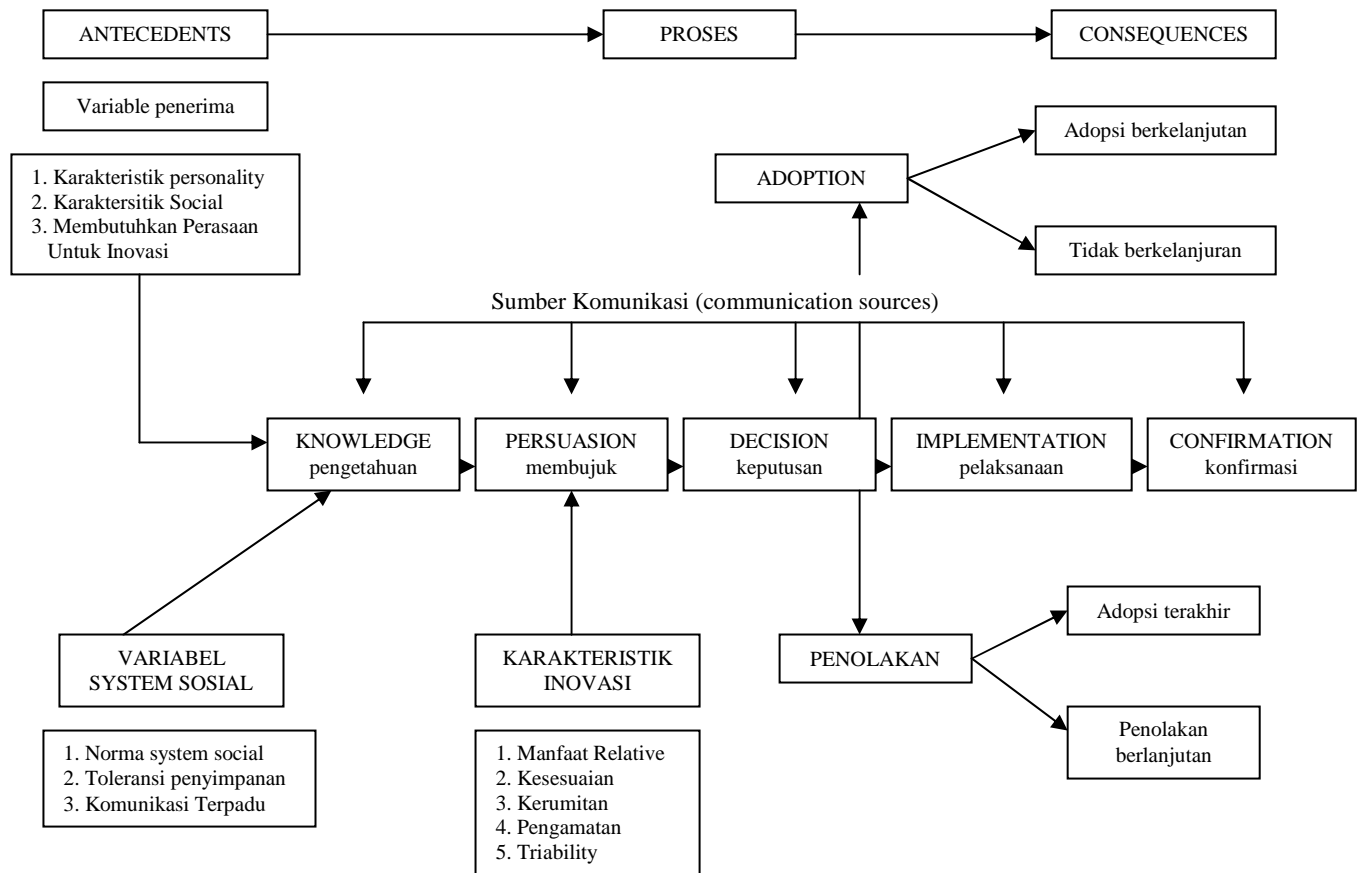 ANTECEDENTS
PROSES
CONSEQUENCES
Variable penerima
Adopsi berkelanjutan
1. Karakteristik personality
2. Karaktersitik Social
3. Membutuhkan Perasaan
Untuk Inovasi
ADOPTION
Tidak berkelanjuran
Sumber Komunikasi (communication sources)
KNOWLEDGE
pengetahuan
PERSUASION
membujuk
DECISION
keputusan
IMPLEMENTATION
pelaksanaan
CONFIRMATION
konfirmasi
Adopsi terakhir
VARIABEL
SYSTEM SOSIAL
KARAKTERISTIK
INOVASI
PENOLAKAN
Penolakan
berlanjutan
1. Norma system social
2. Toleransi penyimpanan
3. Komunikasi Terpadu
1. Manfaat Relative
2. Kesesuaian
3. Kerumitan
4. Pengamatan
5. Triability